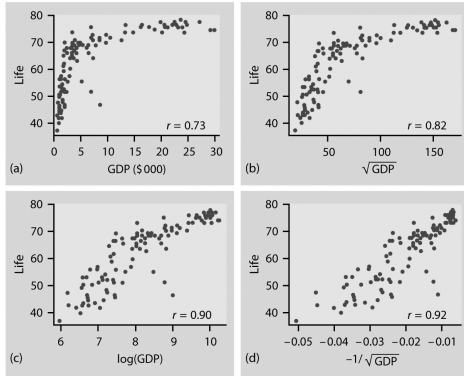 80
70
60
50
40
Life
0 5 10 15 20 25 30
GDP ($000)
r = 0.73
(a)
80
70
60
50
40
Life
50 100 150
√GDP
r = 0.82
(b)
80
70
60
50
40
Life
6 7 8 9 10
log(GDP)
r = 0.90
(c)
80
70
60
50
40
Life
−0.05 −0.04 −0.03 −0.02 −0.01
−1/√GDP
r = 0.92
(d)